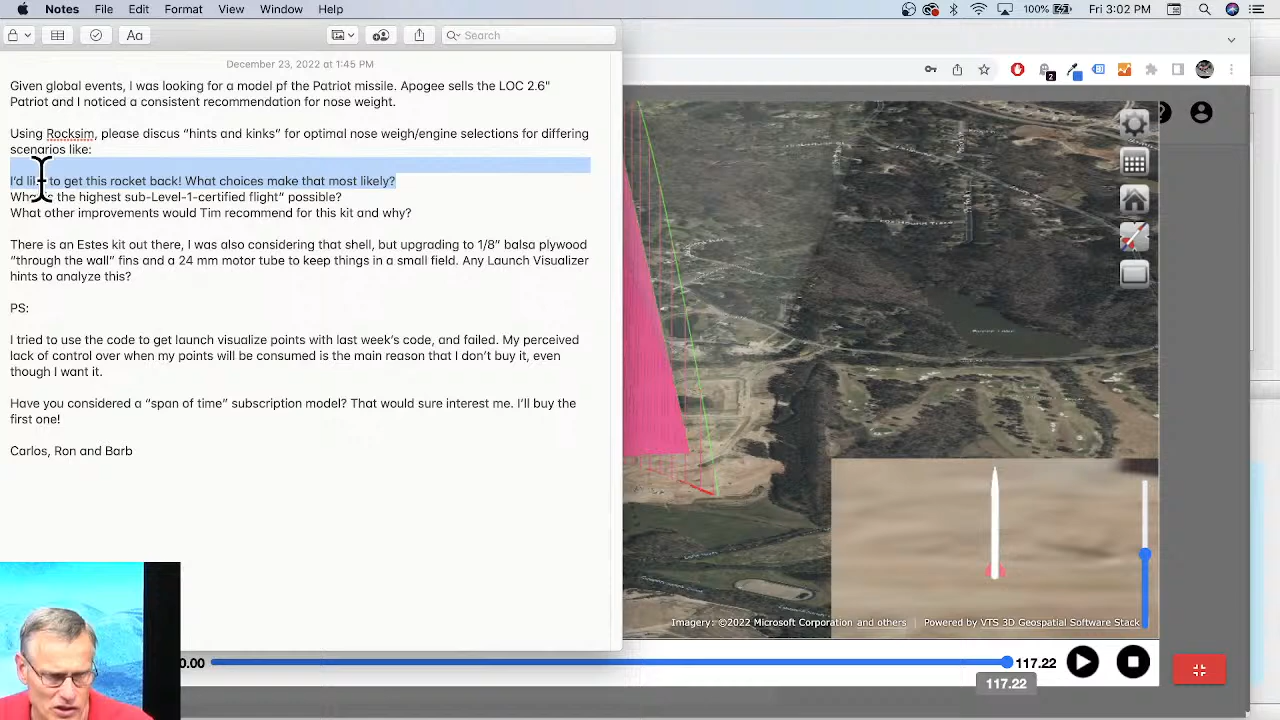 Notes File Edit Format View Window Help
100% Fri 3:02 PM
Aa
Search
2
December 23, 2022 at 1:45 PM
Given global events, I was looking for a model pf the Patriot missile. Apogee sells the LOC 2.6"
Patriot and I noticed a consistent recommendation for nose weight.
Using Rocksim, please discuss “hints and kinks” for optimal nose weigh/engine selections for differing
scenarios like:
to get this rocket back! What choices make that most likely?
the highest sub-Level-1-certified flight” possible?
What other improvements would Tim recommend for this kit and why?
There is an Estes kit out there, I was also considering that shell, but upgrading to 1/8” balsa plywood
“through the wall” fins and a 24 mm motor tube to keep things in a small field. Any Launch Visualizer
hints to analyze this?
PS:
I tried to use the code to get launch visualize points with last week’s code, and failed. My perceived
lack of control over when my points will be consumed is the main reason that I don’t buy it, even
though I want it.
Have you considered a “span of time” subscription model? That would sure interest me. I’ll buy the
first one!
Carlos, Ron and Barb
Imagery: ©2022 Microsoft Corporation and others | Powered by VTS 3D Geospatial Software Stack
0.00 117.22
117.22